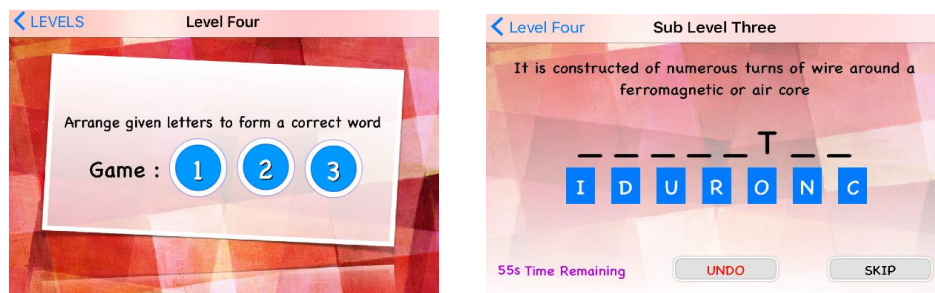 LEVELS
Level Four
Arrange given letters to form a correct word
Game : 1 2 3
Level Four
Sub Level Three
It is constructed of numerous turns of wire around a
ferromagnetic or air core
_ _ _ _ _ T _ _
I D U R O N C
55s Time Remaining
UNDO
SKIP